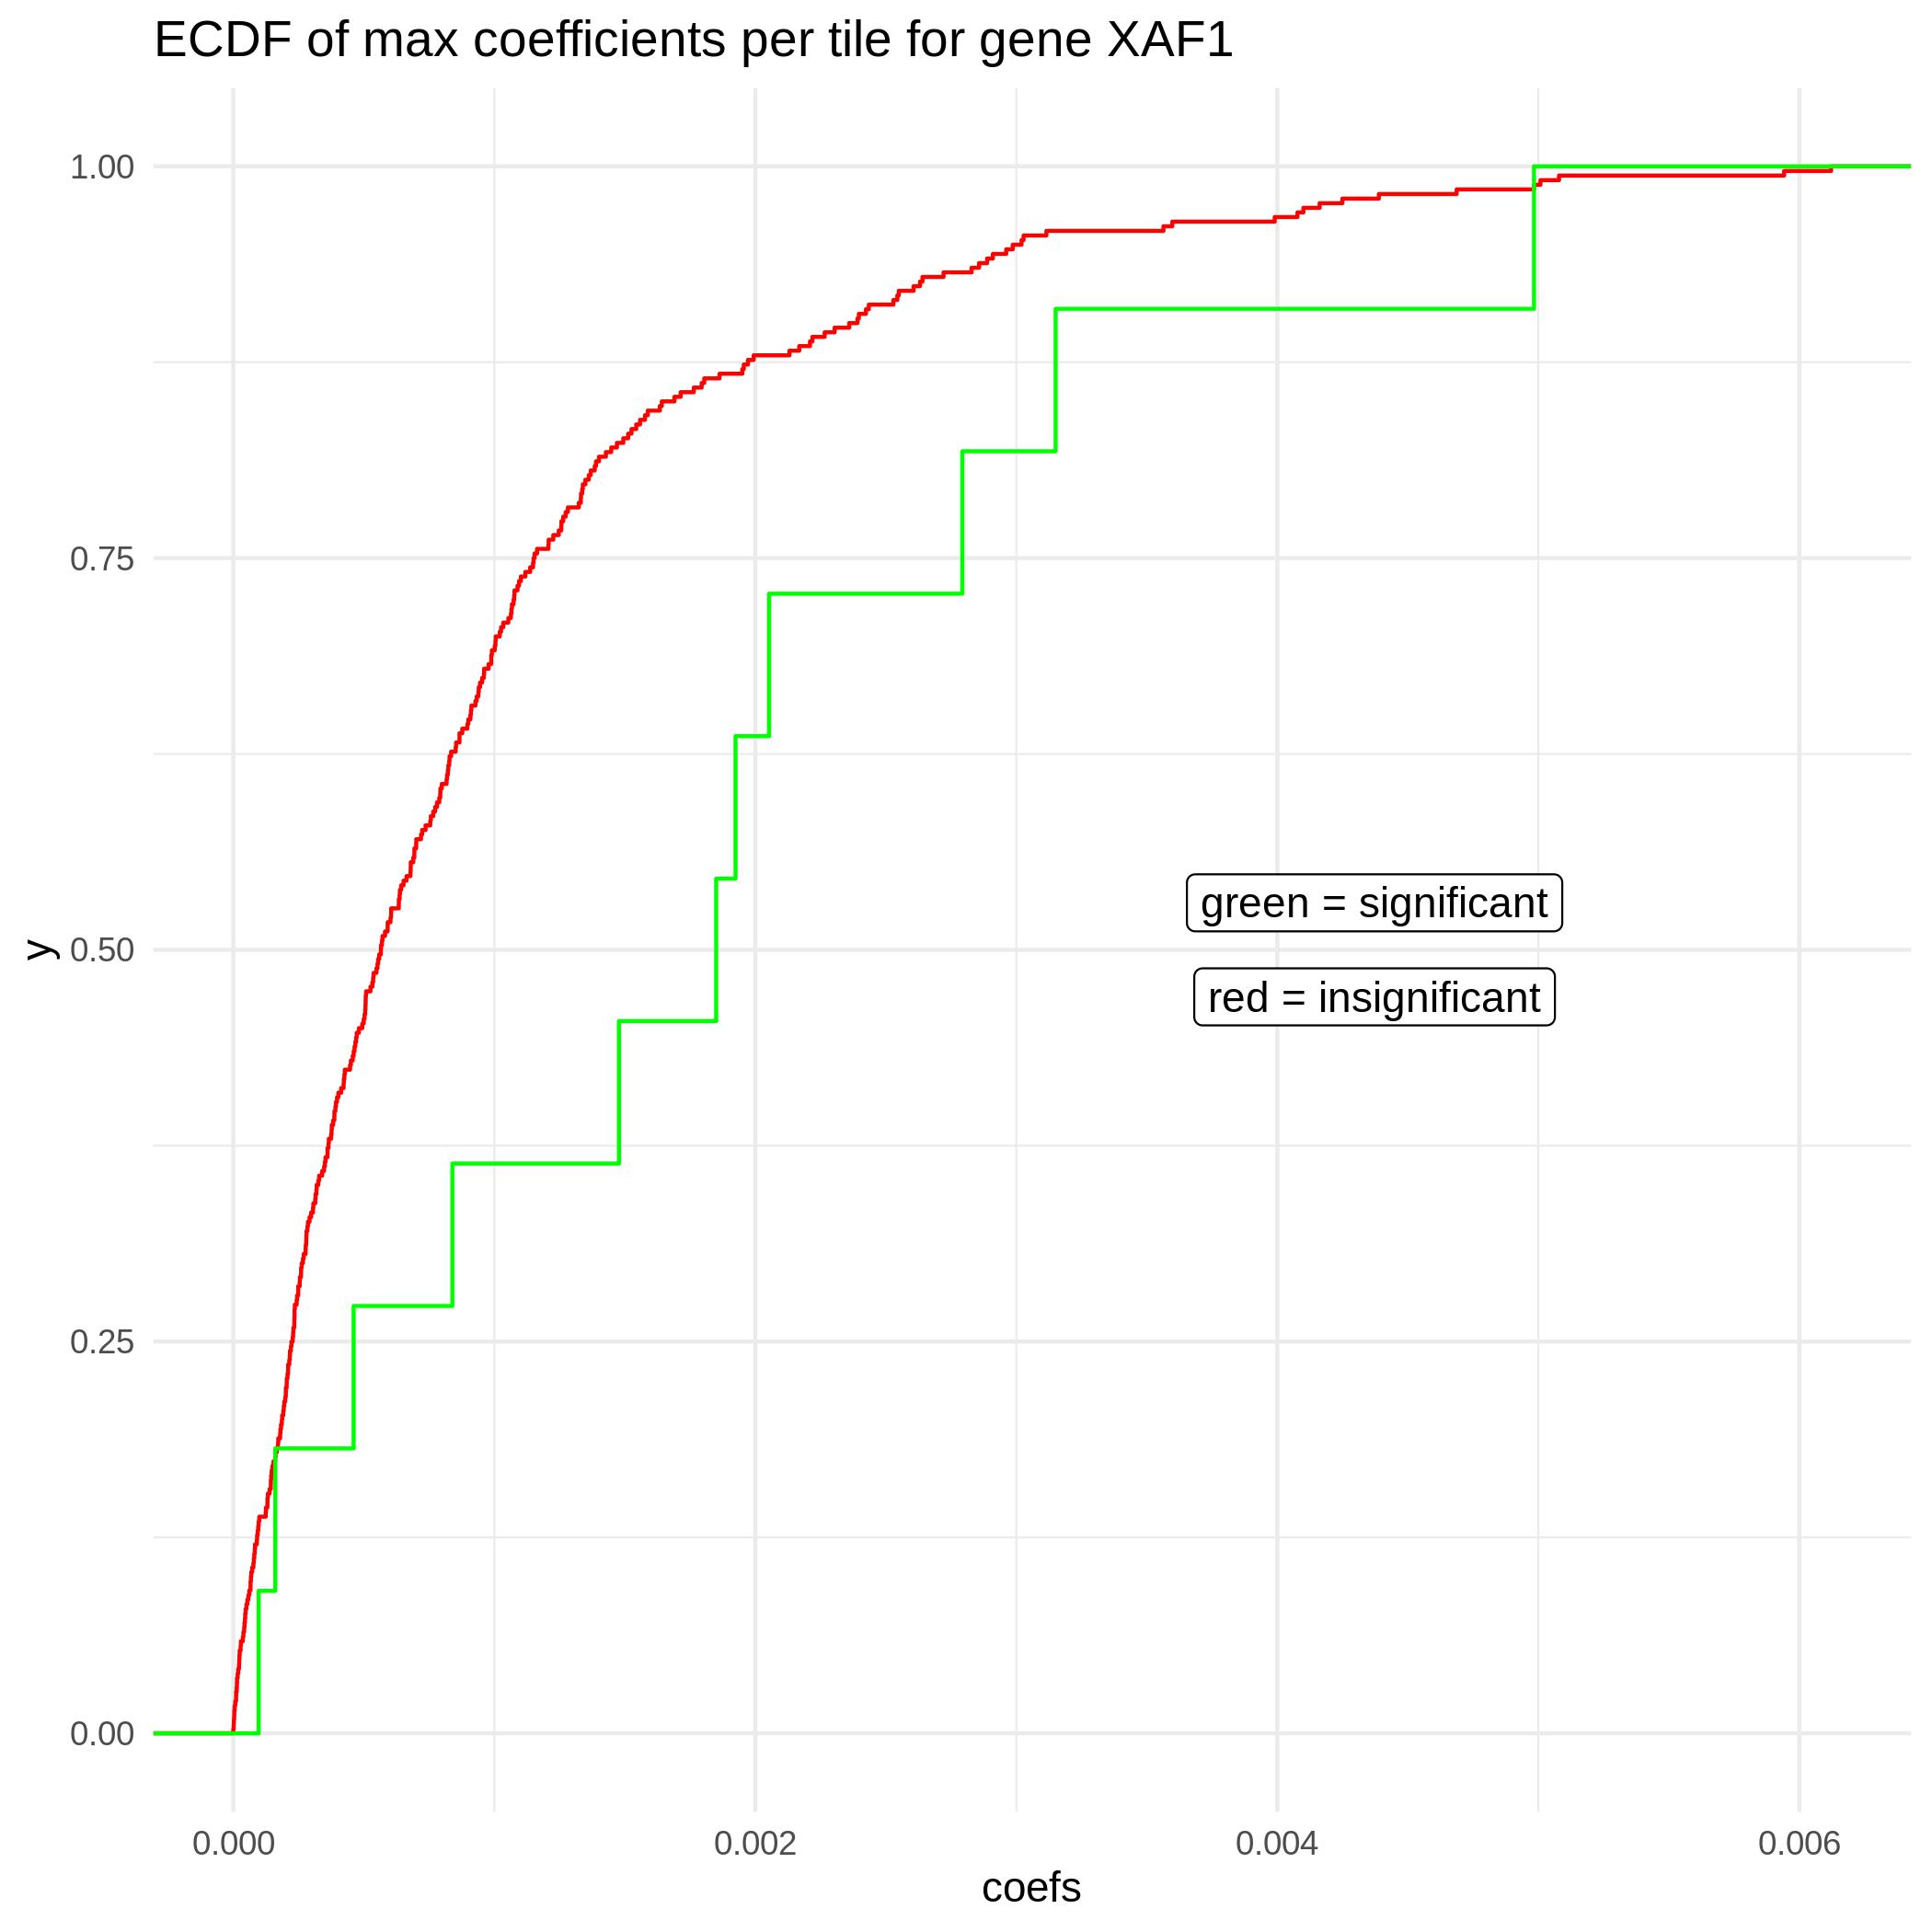 ECDF of max coefficients per tile for gene XAF1
1.00
0.75
0.50
0.25
0.00
y
green = significant
red = insignificant
0.000 0.002 0.004 0.006
coefs